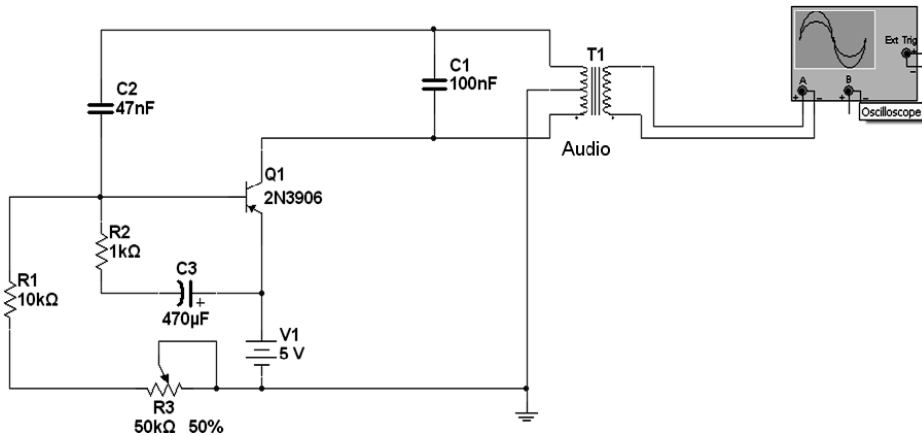 C2
47nF
C1
100nF
T1
Audio
Ext Trig
+
-
A
B
+ - + -
Oscilloscope
Q1
2N3906
R2
1kΩ
R1
10kΩ
C3
+
470µF
V1
5 V
R3
50kΩ 50%